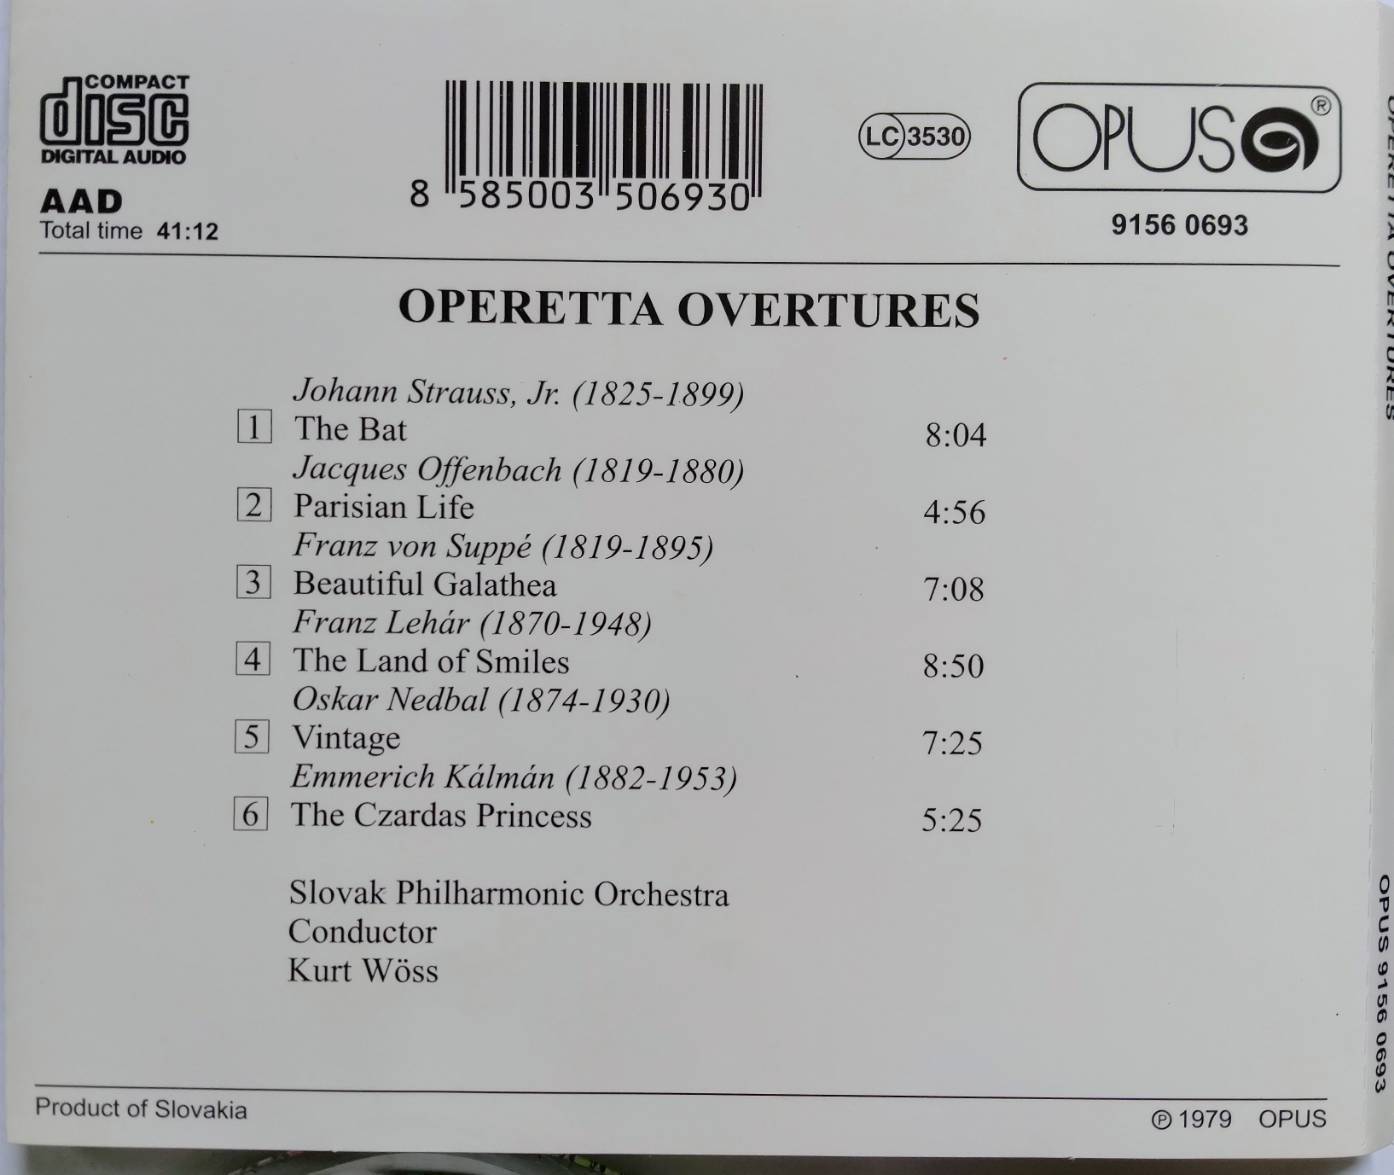 COMPACT
disc
DIGITAL AUDIO
AAD
Total time 41:12
8 585003 506930
LC 3530
OPUS ®
9156 0693
OPERETTA OVERTURES
Johann Strauss, Jr. (1825-1899)
1 The Bat 8:04
Jacques Offenbach (1819-1880)
2 Parisian Life 4:56
Franz von Suppé (1819-1895)
3 Beautiful Galathea 7:08
Franz Lehár (1870-1948)
4 The Land of Smiles 8:50
Oskar Nedbal (1874-1930)
5 Vintage 7:25
Emmerich Kálmán (1882-1953)
6 The Czardas Princess 5:25
Slovak Philharmonic Orchestra
Conductor
Kurt Wöss
Product of Slovakia
℗ 1979 OPUS
OPERETTA OVERTURES
OPUS 9156 0693